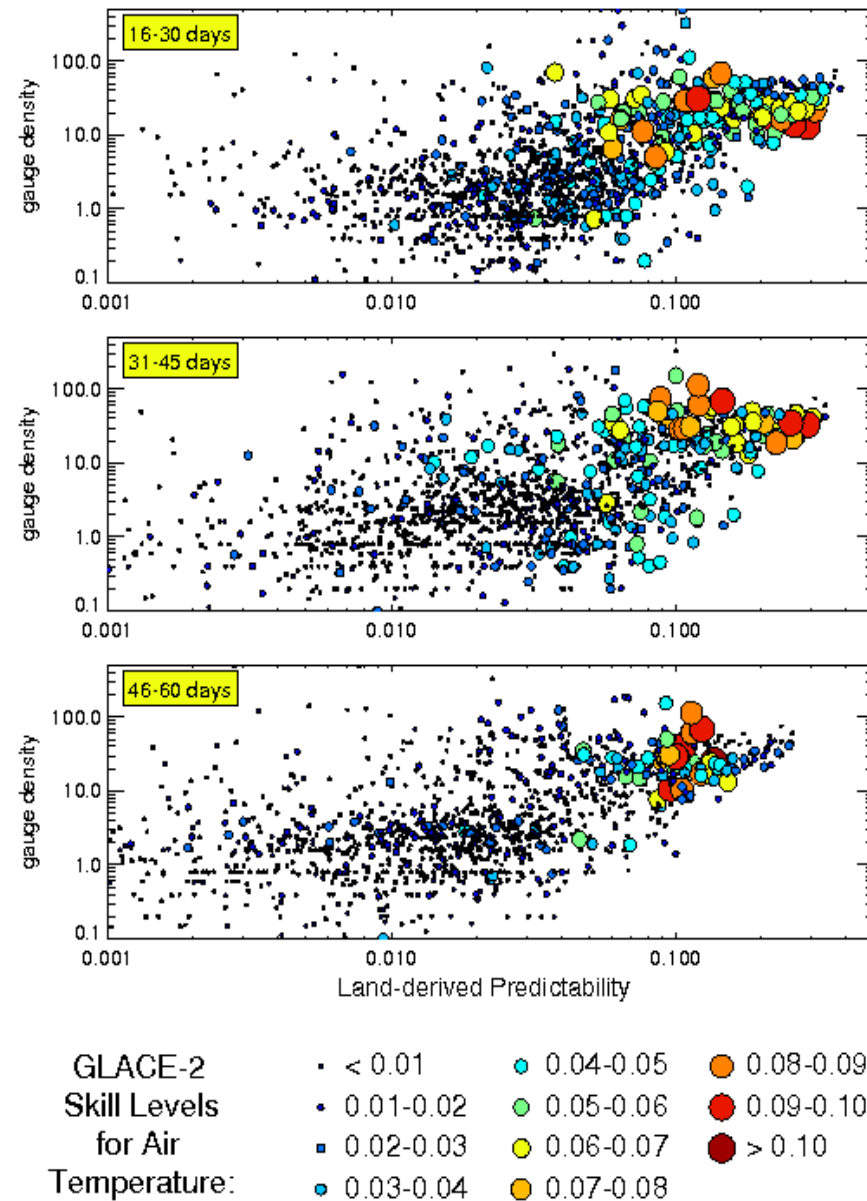 16-30 days
100.0
10.0
1.0
0.1
gauge density
0.001
0.010
0.100
31-45 days
100.0
10.0
1.0
0.1
gauge density
0.001
0.010
0.100
46-60 days
100.0
10.0
1.0
0.1
gauge density
0.001
0.010
0.100
Land-derived Predictability
GLACE-2
Skill Levels
for Air
Temperature:
< 0.01
0.01-0.02
0.02-0.03
0.03-0.04
0.04-0.05
0.05-0.06
0.06-0.07
0.07-0.08
0.08-0.09
0.09-0.10
> 0.10